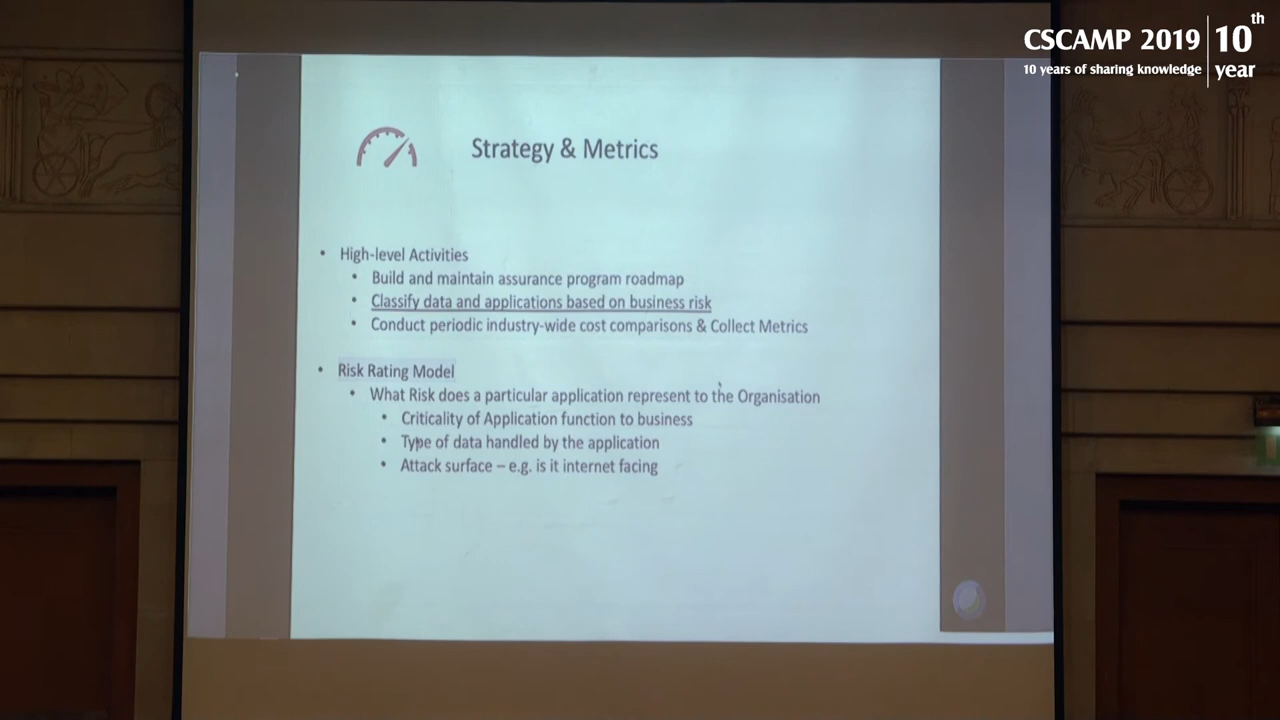 CSCAMP 2019
10 years of sharing knowledge
10th
year
Strategy & Metrics
• High-level Activities
• Build and maintain assurance program roadmap
• Classify data and applications based on business risk
• Conduct periodic industry-wide cost comparisons & Collect Metrics
• Risk Rating Model
• What Risk does a particular application represent to the Organisation
• Criticality of Application function to business
• Type of data handled by the application
• Attack surface – e.g. is it internet facing